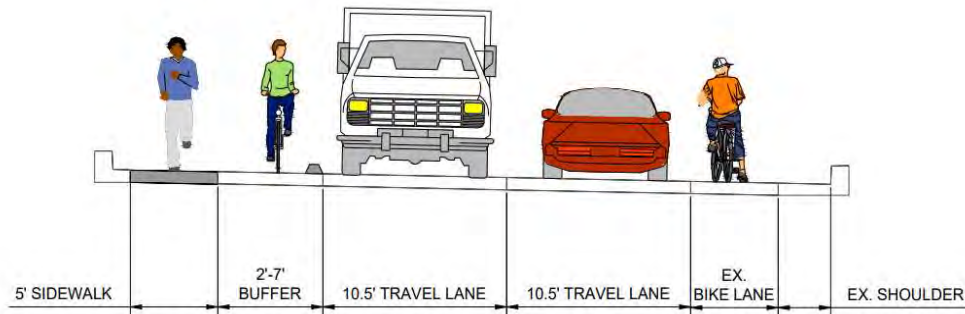 5' SIDEWALK
2'-7'
BUFFER
10.5' TRAVEL LANE
10.5' TRAVEL LANE
EX.
BIKE LANE
EX. SHOULDER